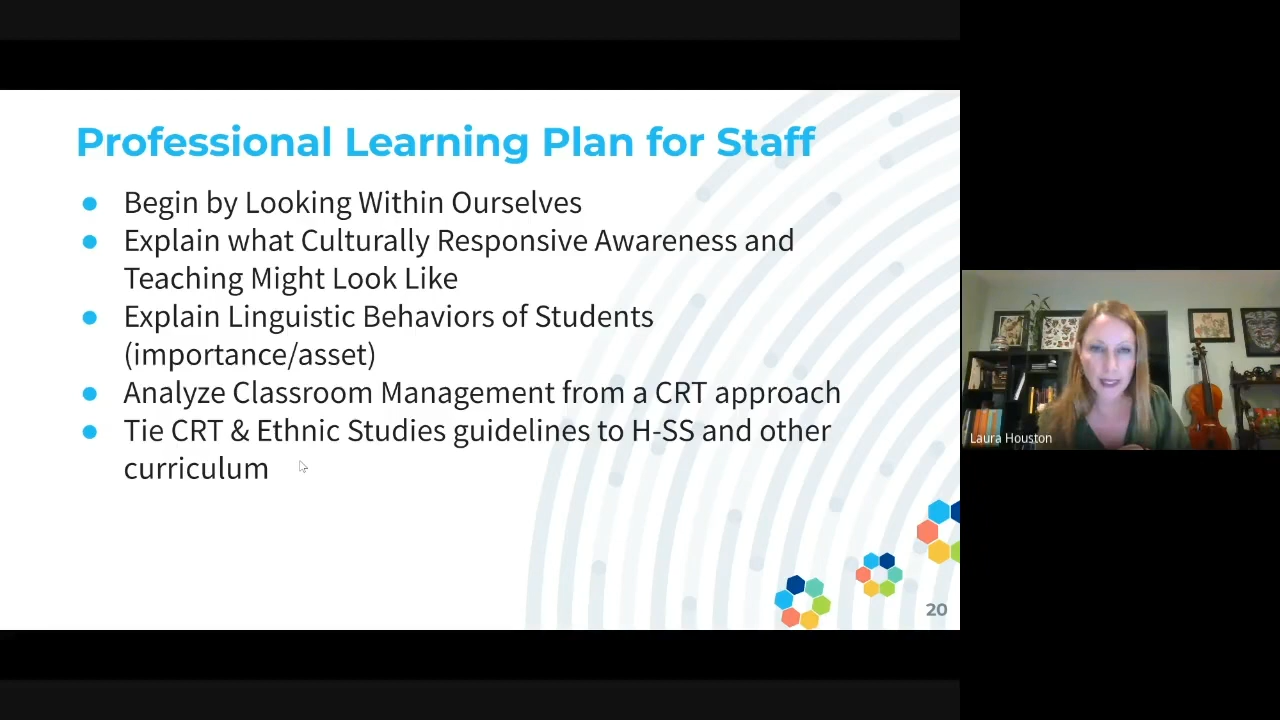 Professional Learning Plan for Staff
Begin by Looking Within Ourselves
Explain what Culturally Responsive Awareness and
Teaching Might Look Like
Explain Linguistic Behaviors of Students
(importance/asset)
Analyze Classroom Management from a CRT approach
Tie CRT & Ethnic Studies guidelines to H-SS and other
curriculum
20
Laura Houston